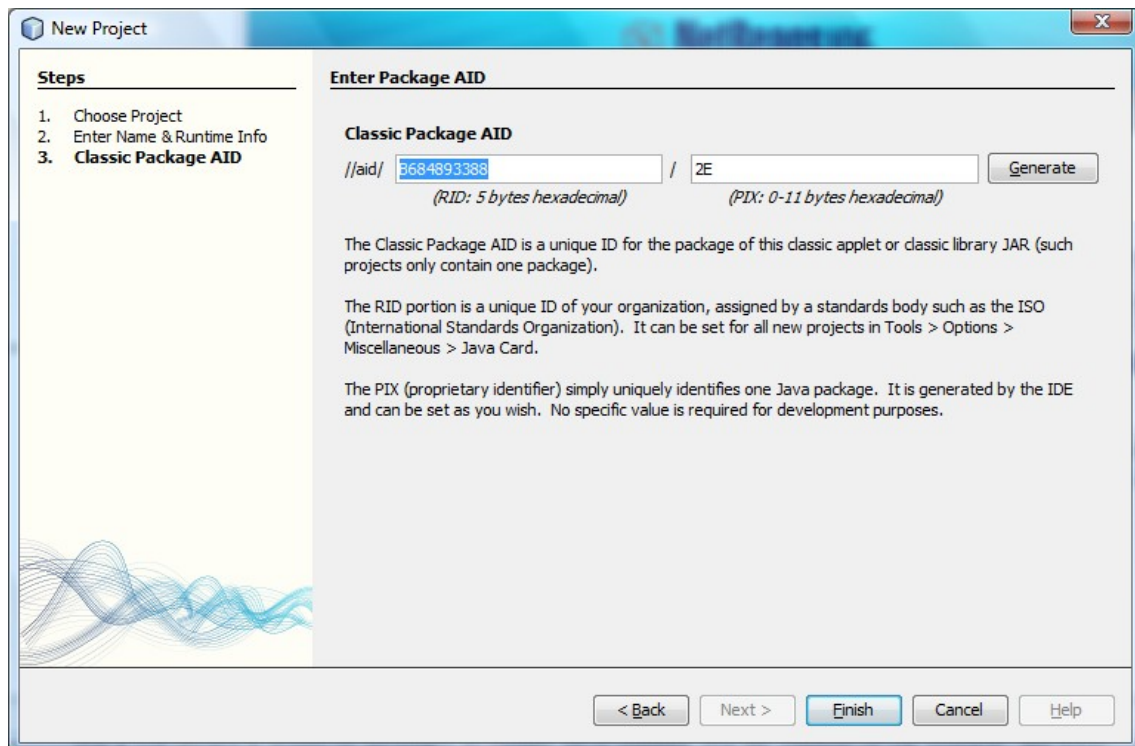 New Project
Steps
1. Choose Project
2. Enter Name & Runtime Info
3. Classic Package AID
Enter Package AID
Classic Package AID
//aid/ B684893388 / 2E Generate
(RID: 5 bytes hexadecimal) (PIX: 0-11 bytes hexadecimal)
The Classic Package AID is a unique ID for the package of this classic applet or classic library JAR (such
projects only contain one package).
The RID portion is a unique ID of your organization, assigned by a standards body such as the ISO
(International Standards Organization). It can be set for all new projects in Tools > Options >
Miscellaneous > Java Card.
The PIX (proprietary identifier) simply uniquely identifies one Java package. It is generated by the IDE
and can be set as you wish. No specific value is required for development purposes.
< Back Next > Finish Cancel Help